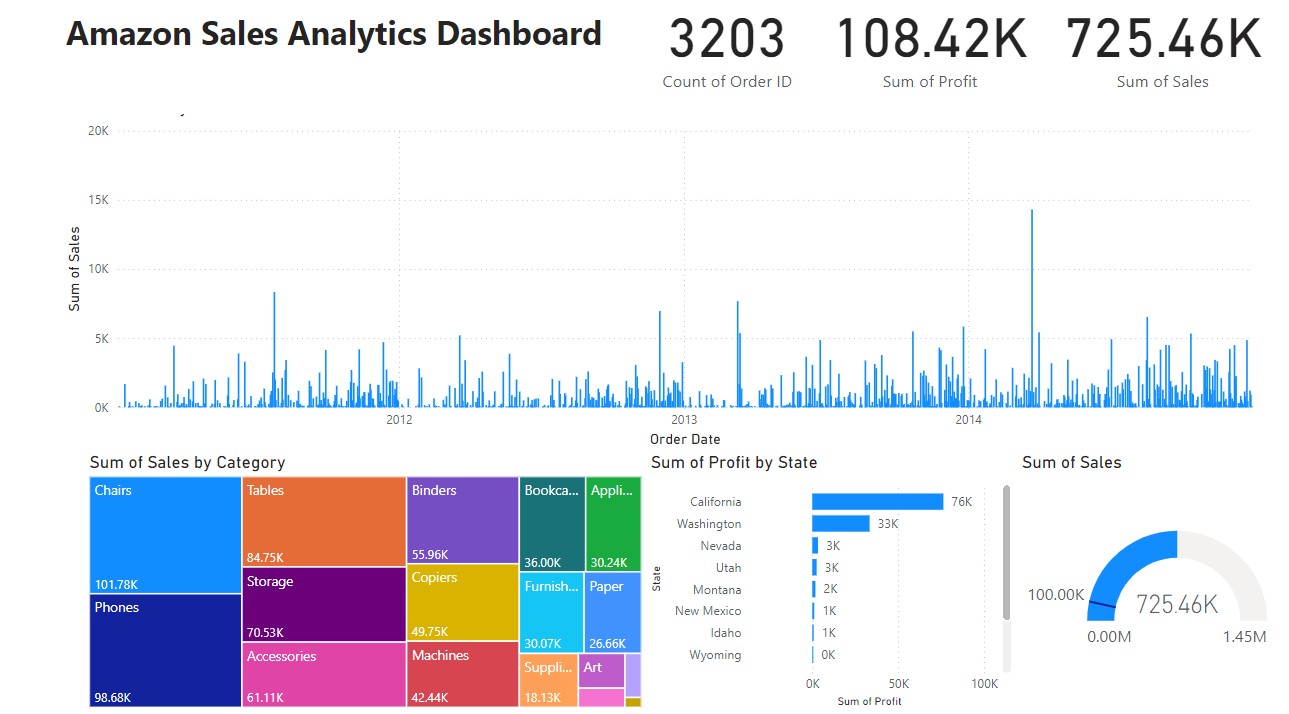 Amazon Sales Analytics Dashboard
3203
Count of Order ID
108.42K
Sum of Profit
725.46K
Sum of Sales
20K
15K
10K
5K
0K
Sum of Sales
2012
2013
2014
Order Date
Sum of Sales by Category
Chairs
101.78K
Phones
98.68K
Tables
84.75K
Storage
70.53K
Accessories
61.11K
Binders
55.96K
Copiers
49.75K
Machines
42.44K
Bookca...
36.00K
Appli...
30.24K
Furnish...
30.07K
Paper
26.66K
Suppli...
18.13K
Art
Sum of Profit by State
State
California 76K
Washington 33K
Nevada 3K
Utah 3K
Montana 2K
New Mexico 1K
Idaho 1K
Wyoming 0K
0K 50K 100K
Sum of Profit
Sum of Sales
100.00K
725.46K
0.00M 1.45M